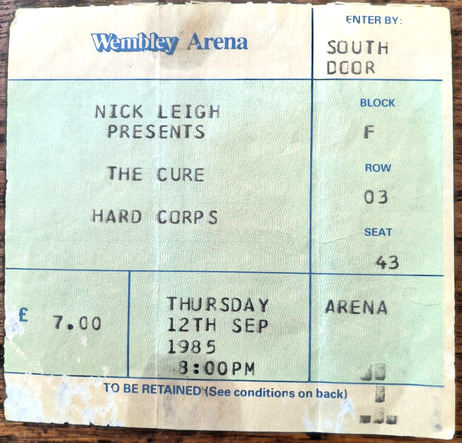 Wembley Arena
NICK LEIGH
PRESENTS
THE CURE
HARD CORPS
£ 7.00
THURSDAY
12TH SEP
1985
8:00PM
ENTER BY:
SOUTH
DOOR
BLOCK
F
ROW
03
SEAT
43
ARENA
TO BE RETAINED (See conditions on back)